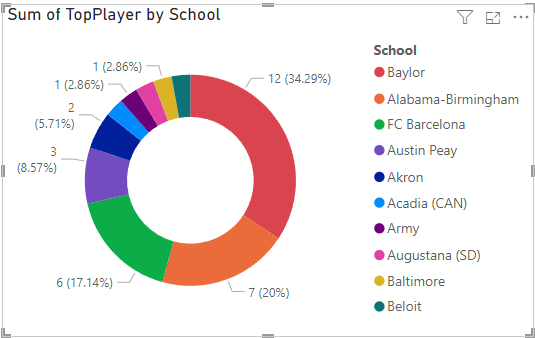 Sum of TopPlayer by School
12 (34.29%)
7 (20%)
6 (17.14%)
3
(8.57%)
2
(5.71%)
1 (2.86%)
1 (2.86%)
School
Baylor
Alabama-Birmingham
FC Barcelona
Austin Peay
Akron
Acadia (CAN)
Army
Augustana (SD)
Baltimore
Beloit